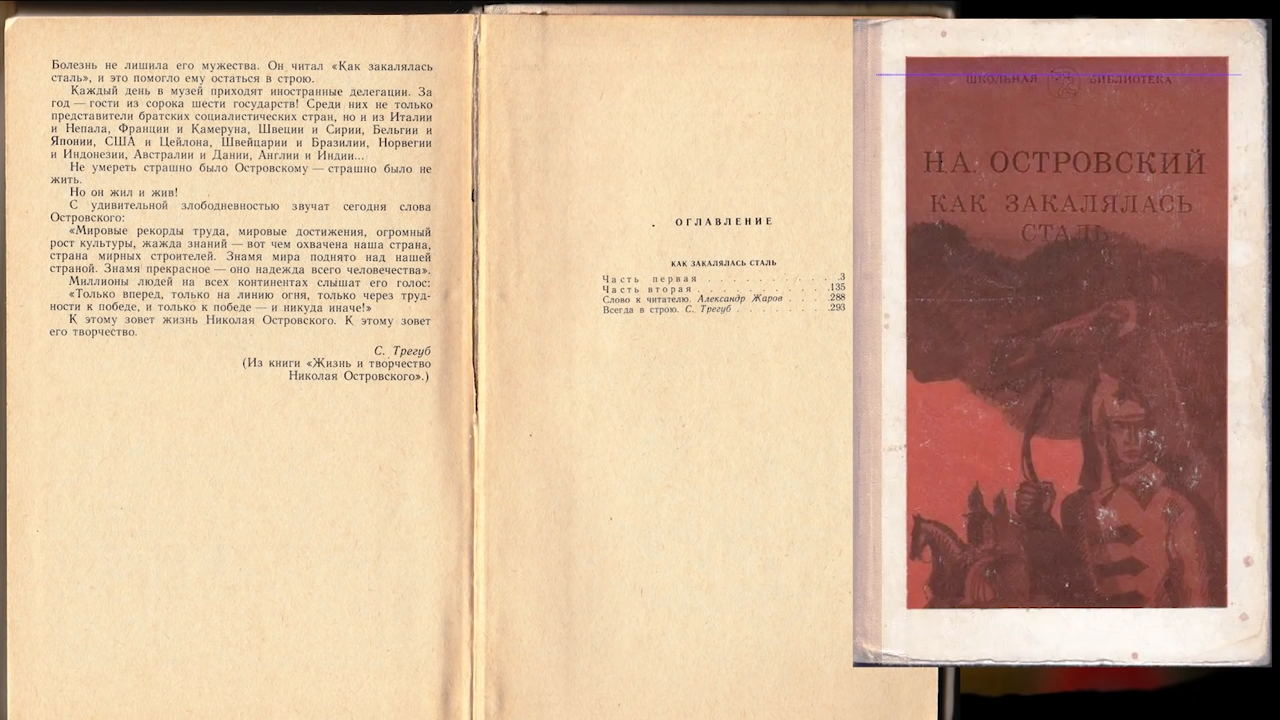 Болезнь не лишила его мужества. Он читал «Как закалялась
сталь», и это помогло ему остаться в строю.
Каждый день в музей приходят иностранные делегации. За
год — гости из сорока шести государств! Среди них не только
представители братских социалистических стран, но и из Италии
и Непала, Франции и Камеруна, Швеции и Сирии, Бельгии и
Японии, США и Цейлона, Швейцарии и Бразилии, Норвегии
и Индонезии, Австралии и Дании, Англии и Индии...
Не умереть страшно было Островскому — страшно было не
жить.
Но он жил и жив!
С удивительной злободневностью звучат сегодня слова
Островского:
«Мировые рекорды труда, мировые достижения, огромный
рост культуры, жажда знаний — вот чем охвачена наша страна,
страна мирных строителей. Знамя мира поднято над нашей
страной. Знамя прекрасное — оно надежда всего человечества».
Миллионы людей на всех континентах слышат его голос:
«Только вперед, только на линию огня, только через труд-
ности к победе, и только к победе — и никуда иначе!»
К этому зовет жизнь Николая Островского. К этому зовет
его творчество.
С. Трегуб
(Из книги «Жизнь и творчество
Николая Островского».)
ОГЛАВЛЕНИЕ
КАК ЗАКАЛЯЛАСЬ СТАЛЬ
Часть первая . . . . . . . . . .3
Часть вторая . . . . . . . . . .135
Слово к читателю. Александр Жаров . . .288
Всегда в строю. С. Трегуб . . . . . . . .293
ШКОЛЬНАЯ БИБЛИОТЕКА
Н.А. ОСТРОВСКИЙ
КАК ЗАКАЛЯЛАСЬ
СТАЛЬ